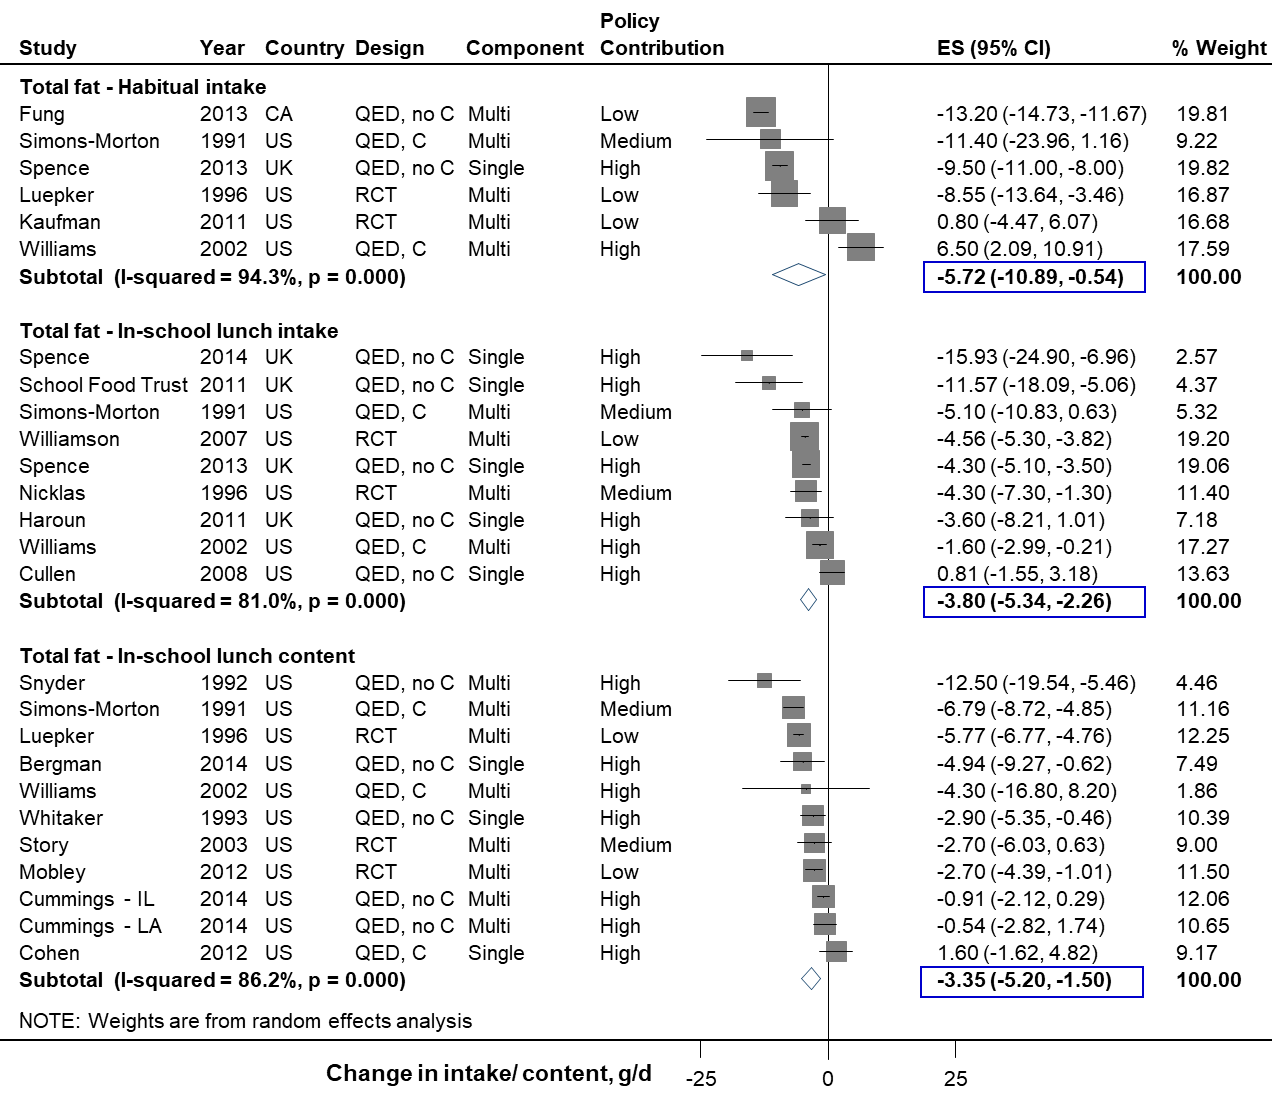 Policy
Study Year Country Design Component Contribution ES (95% CI) % Weight
Total fat - Habitual intake
Fung 2013 CA QED, no C Multi Low -13.20 (-14.73, -11.67) 19.81
Simons-Morton 1991 US QED, C Multi Medium -11.40 (-23.96, 1.16) 9.22
Spence 2013 UK QED, no C Single High -9.50 (-11.00, -8.00) 19.82
Luepker 1996 US RCT Multi Low -8.55 (-13.64, -3.46) 16.87
Kaufman 2011 US RCT Multi Low 0.80 (-4.47, 6.07) 16.68
Williams 2002 US QED, C Multi High 6.50 (2.09, 10.91) 17.59
Subtotal (I-squared = 94.3%, p = 0.000) -5.72 (-10.89, -0.54) 100.00
Total fat - In-school lunch intake
Spence 2014 UK QED, no C Single High -15.93 (-24.90, -6.96) 2.57
School Food Trust 2011 UK QED, no C Single High -11.57 (-18.09, -5.06) 4.37
Simons-Morton 1991 US QED, C Multi Medium -5.10 (-10.83, 0.63) 5.32
Williamson 2007 US RCT Multi Low -4.56 (-5.30, -3.82) 19.20
Spence 2013 UK QED, no C Single High -4.30 (-5.10, -3.50) 19.06
Nicklas 1996 US RCT Multi Medium -4.30 (-7.30, -1.30) 11.40
Haroun 2011 UK QED, no C Single High -3.60 (-8.21, 1.01) 7.18
Williams 2002 US QED, C Multi High -1.60 (-2.99, -0.21) 17.27
Cullen 2008 US QED, no C Single High 0.81 (-1.55, 3.18) 13.63
Subtotal (I-squared = 81.0%, p = 0.000) -3.80 (-5.34, -2.26) 100.00
Total fat - In-school lunch content
Snyder 1992 US QED, no C Multi High -12.50 (-19.54, -5.46) 4.46
Simons-Morton 1991 US QED, C Multi Medium -6.79 (-8.72, -4.85) 11.16
Luepker 1996 US RCT Multi Low -5.77 (-6.77, -4.76) 12.25
Bergman 2014 US QED, no C Single High -4.94 (-9.27, -0.62) 7.49
Williams 2002 US QED, C Multi High -4.30 (-16.80, 8.20) 1.86
Whitaker 1993 US QED, no C Single High -2.90 (-5.35, -0.46) 10.39
Story 2003 US RCT Multi Medium -2.70 (-6.03, 0.63) 9.00
Mobley 2012 US RCT Multi Low -2.70 (-4.39, -1.01) 11.50
Cummings - IL 2014 US QED, no C Multi High -0.91 (-2.12, 0.29) 12.06
Cummings - LA 2014 US QED, no C Multi High -0.54 (-2.82, 1.74) 10.65
Cohen 2012 US QED, C Single High 1.60 (-1.62, 4.82) 9.17
Subtotal (I-squared = 86.2%, p = 0.000) -3.35 (-5.20, -1.50) 100.00
NOTE: Weights are from random effects analysis
Change in intake/ content, g/d -25 0 25